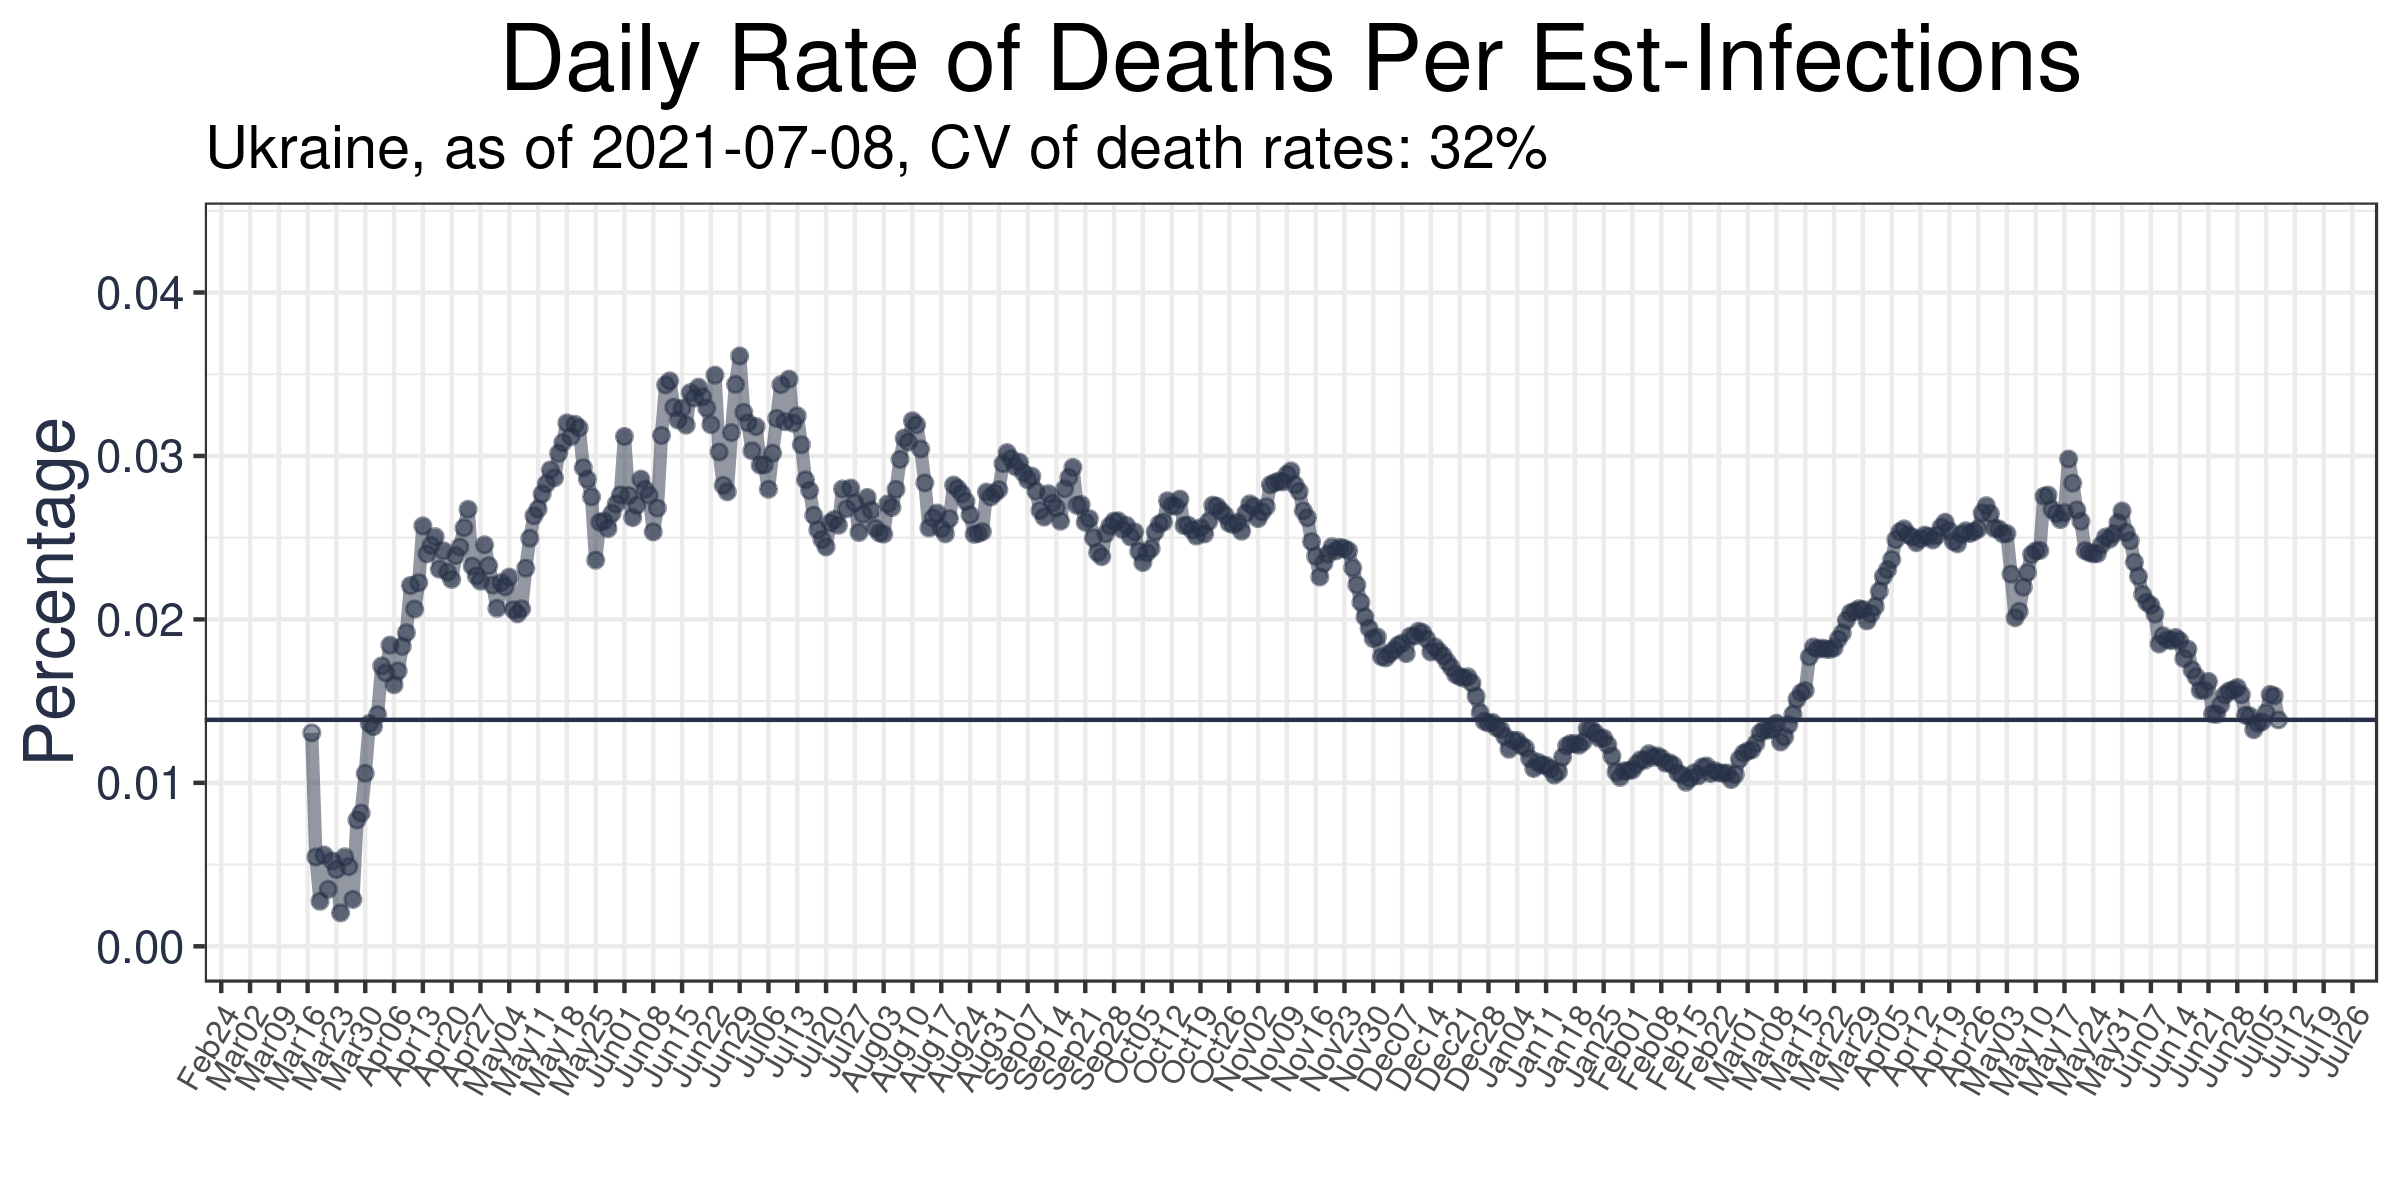 Daily Rate of Deaths Per Est-Infections
Ukraine, as of 2021-07-08, CV of death rates: 32%
Percentage
0.04
0.03
0.02
0.01
0.00
Feb24
Mar02
Mar09
Mar16
Mar23
Mar30
Apr06
Apr13
Apr20
Apr27
May04
May11
May18
May25
Jun01
Jun08
Jun15
Jun22
Jun29
Jul06
Jul13
Jul20
Jul27
Aug03
Aug10
Aug17
Aug24
Aug31
Sep07
Sep14
Sep21
Sep28
Oct05
Oct12
Oct19
Oct26
Nov02
Nov09
Nov16
Nov23
Nov30
Dec07
Dec14
Dec21
Dec28
Jan04
Jan11
Jan18
Jan25
Feb01
Feb08
Feb15
Feb22
Mar01
Mar08
Mar15
Mar22
Mar29
Apr05
Apr12
Apr19
Apr26
May03
May10
May17
May24
May31
Jun07
Jun14
Jun21
Jun28
Jul05
Jul12
Jul19
Jul26